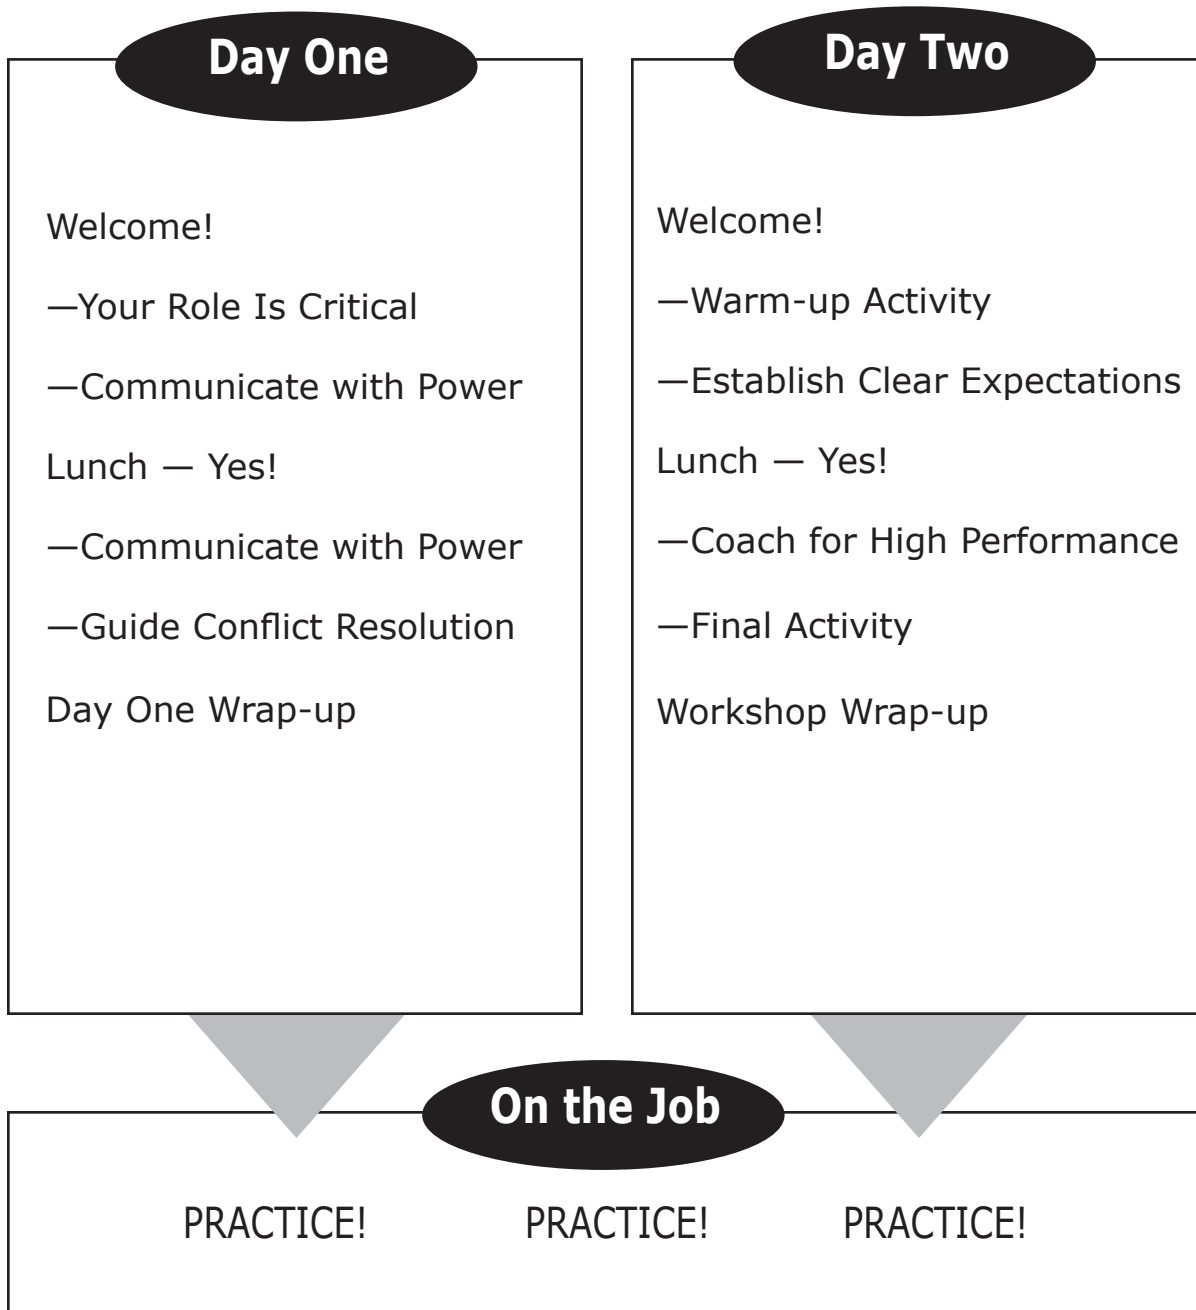 Day One
Welcome!
—Your Role Is Critical
—Communicate with Power
Lunch — Yes!
—Communicate with Power
—Guide Conflict Resolution
Day One Wrap-up
Day Two
Welcome!
—Warm-up Activity
—Establish Clear Expectations
Lunch — Yes!
—Coach for High Performance
—Final Activity
Workshop Wrap-up
On the Job
PRACTICE! PRACTICE! PRACTICE!